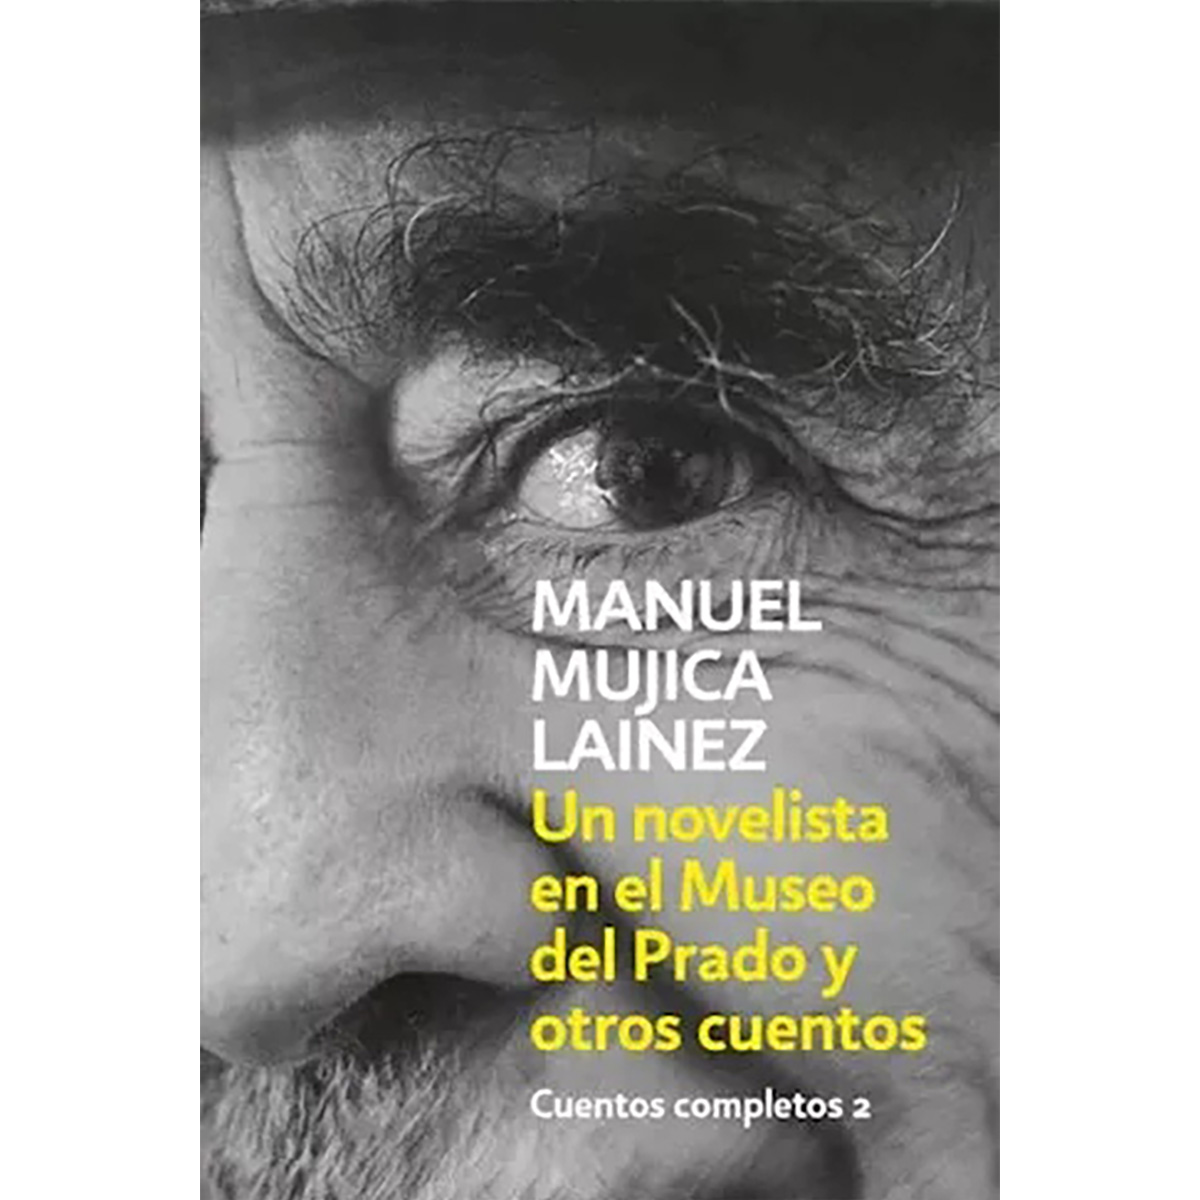 MANUEL
MUJICA
LAINEZ
Un novelista
en el Museo
del Prado y
otros cuentos
Cuentos completos 2